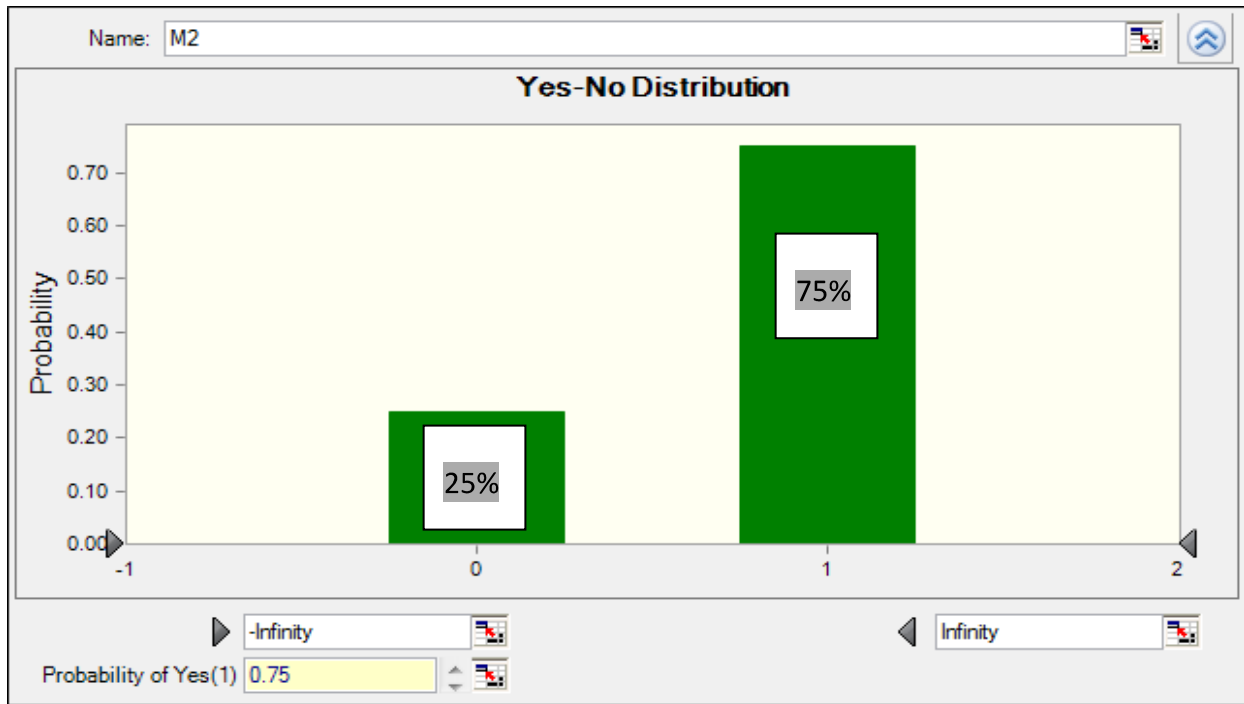 Name: M2
Yes-No Distribution
Probability
0.70
0.60
0.50
0.40
0.30
0.20
0.10
0.00
75%
25%
-1 0 1 2
-Infinity Infinity
Probability of Yes(1) 0.75